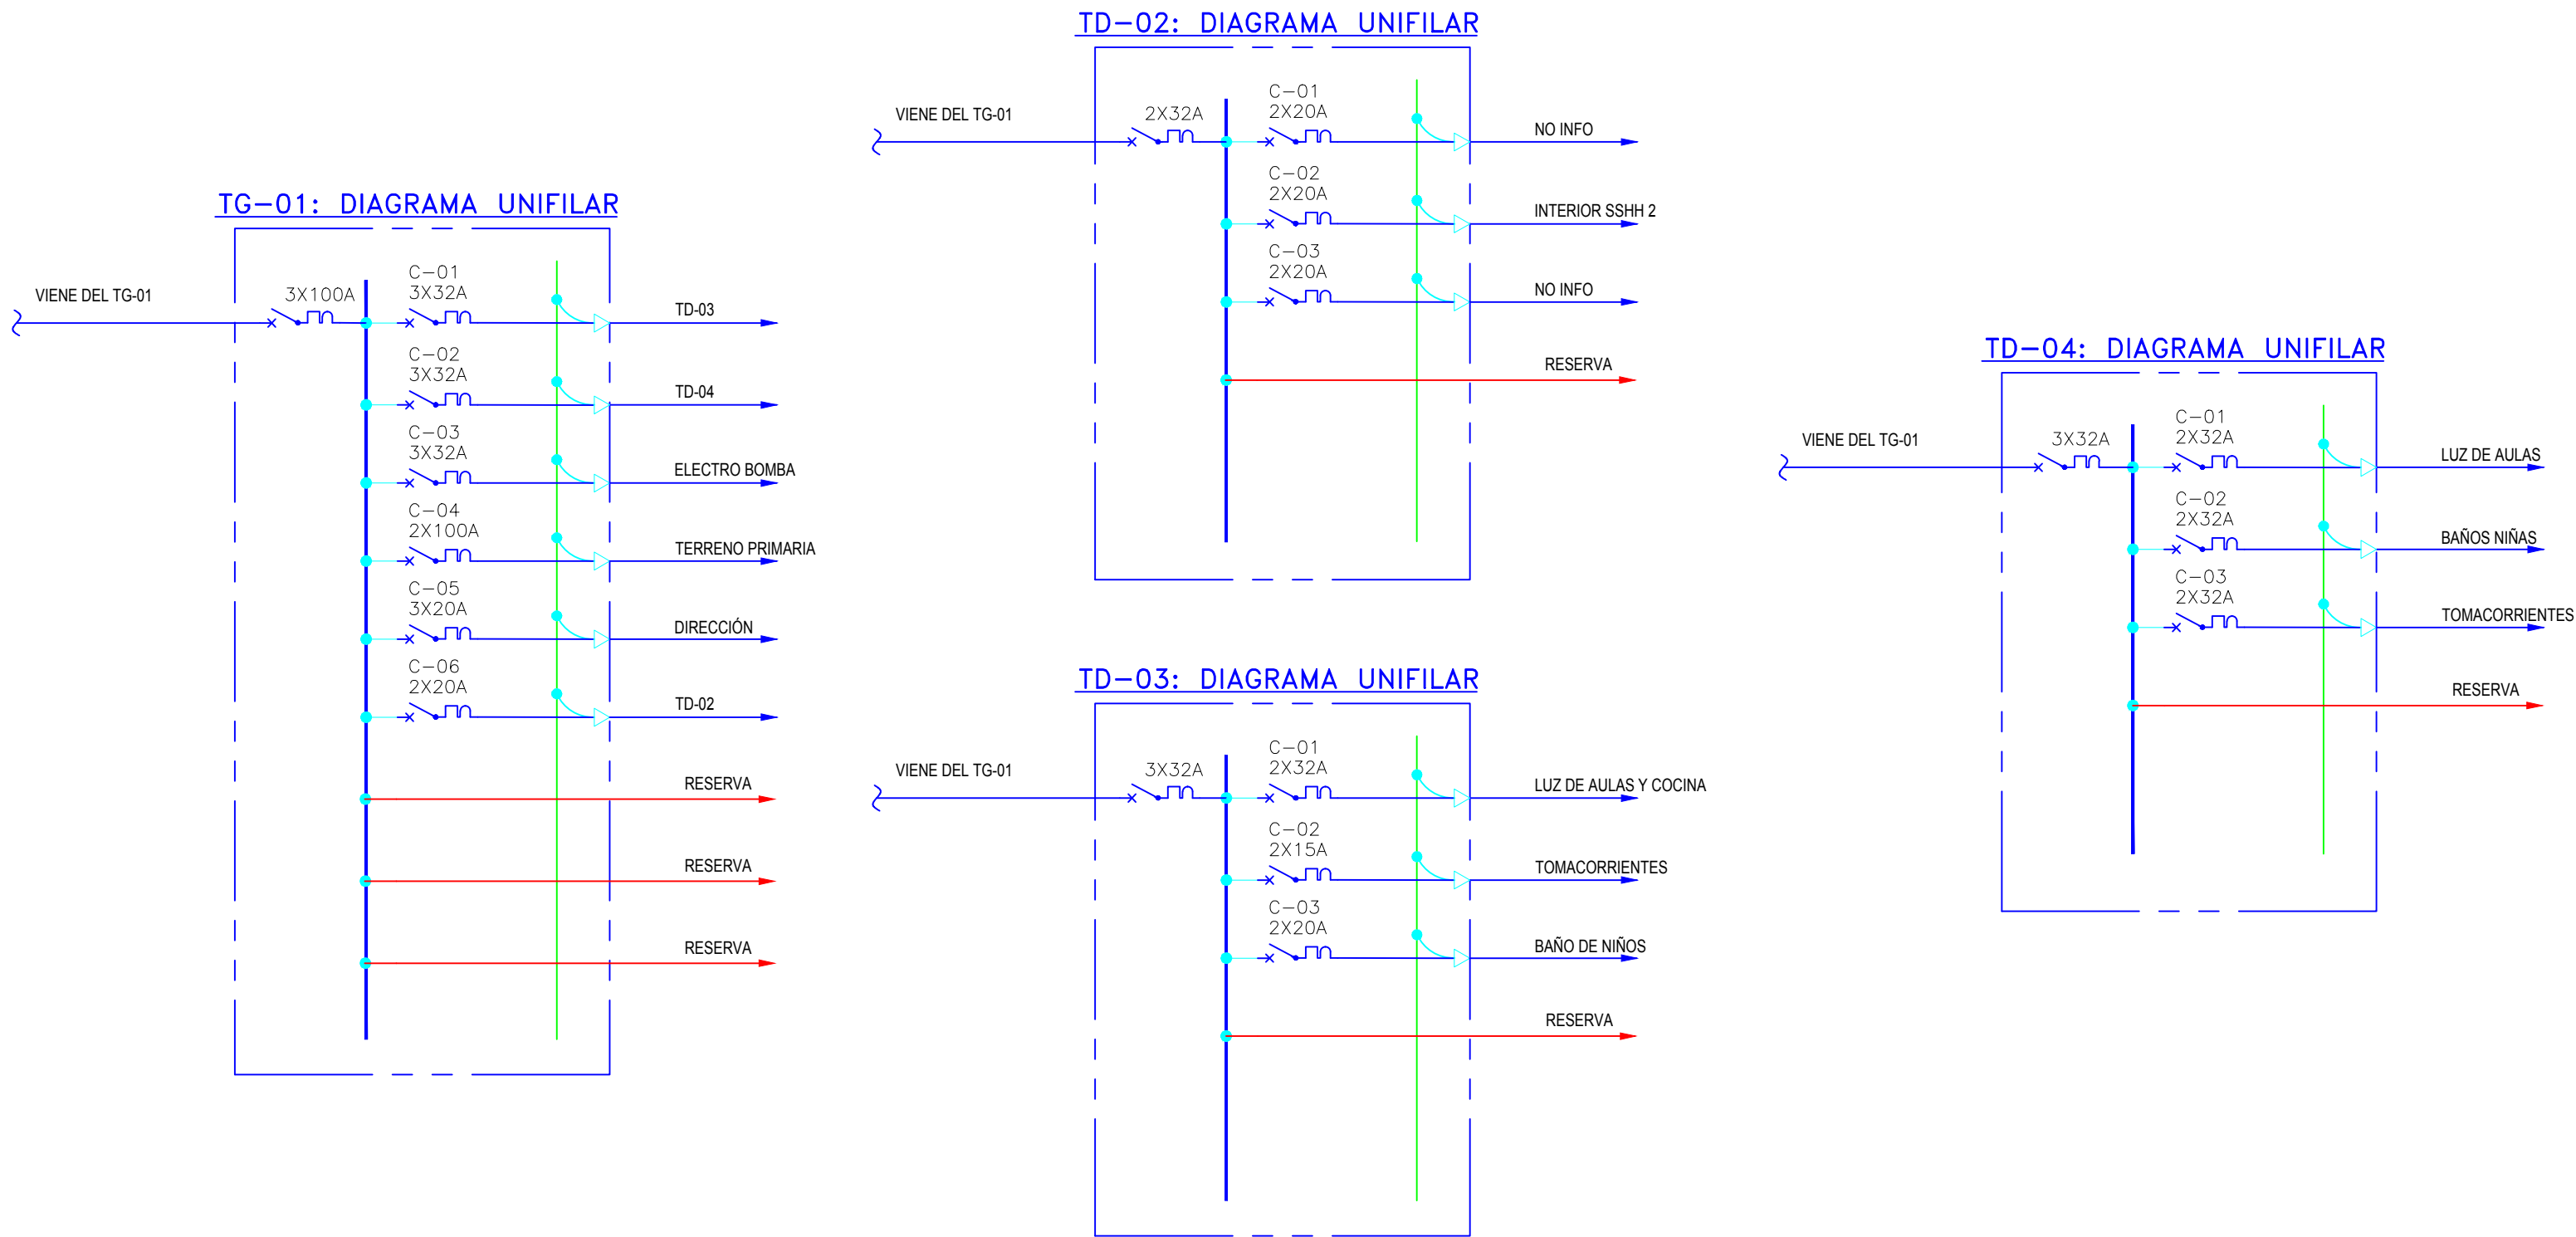 TG-01: DIAGRAMA UNIFILAR
VIENE DEL TG-01
3X100A
C-01
3X32A
TD-03
C-02
3X32A
TD-04
C-03
3X32A
ELECTRO BOMBA
C-04
2X100A
TERRENO PRIMARIA
C-05
3X20A
DIRECCIÓN
C-06
2X20A
TD-02
RESERVA
RESERVA
RESERVA
TD-02: DIAGRAMA UNIFILAR
VIENE DEL TG-01
2X32A
C-01
2X20A
NO INFO
C-02
2X20A
INTERIOR SSHH 2
C-03
2X20A
NO INFO
RESERVA
TD-03: DIAGRAMA UNIFILAR
VIENE DEL TG-01
3X32A
C-01
2X32A
LUZ DE AULAS Y COCINA
C-02
2X15A
TOMACORRIENTES
C-03
2X20A
BAÑO DE NIÑOS
RESERVA
TD-04: DIAGRAMA UNIFILAR
VIENE DEL TG-01
3X32A
C-01
2X32A
LUZ DE AULAS
C-02
2X32A
BAÑOS NIÑAS
C-03
2X32A
TOMACORRIENTES
RESERVA